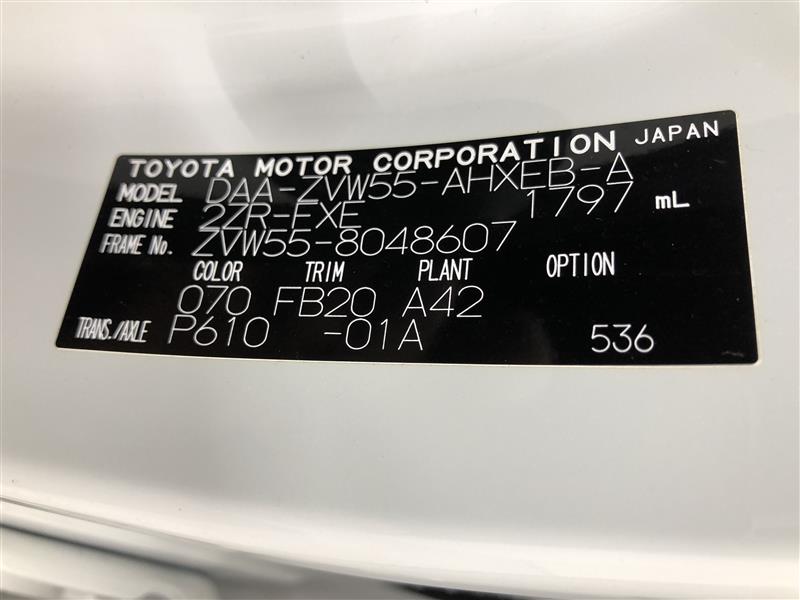 TOYOTA MOTOR CORPORATION JAPAN
MODEL DAA-ZVW55-AHXEB-A
ENGINE 2ZR-FXE 1797 mL
FRAME No. ZVW55-8048607
COLOR TRIM PLANT OPTION
070 FB20 A42
TRANS./AXLE P610 -01A 536